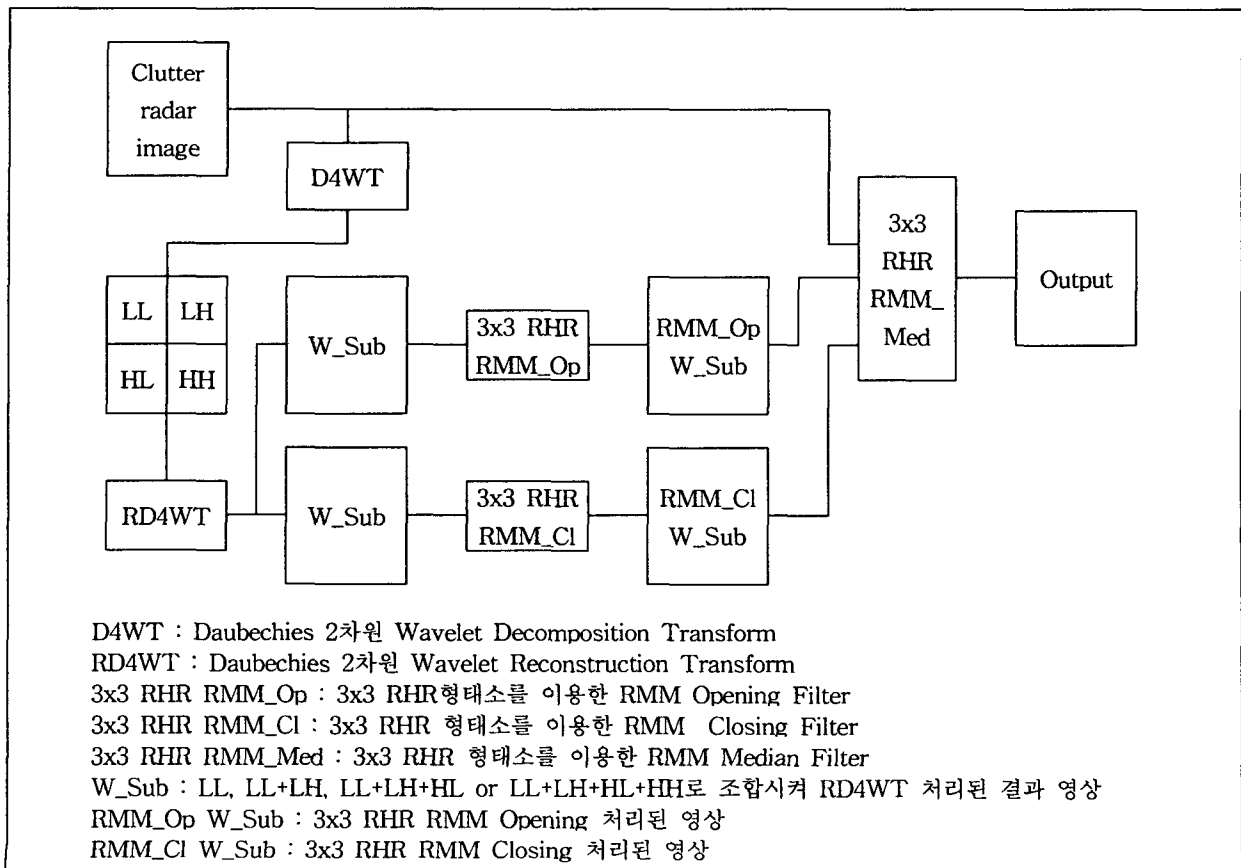 Clutter
radar
image
D4WT
LL
LH
HL
HH
RD4WT
W_Sub
3x3 RHR
RMM_Op
RMM_Op
W_Sub
W_Sub
3x3 RHR
RMM_Cl
RMM_Cl
W_Sub
3x3
RHR
RMM_
Med
Output
D4WT : Daubechies 2차원 Wavelet Decomposition Transform
RD4WT : Daubechies 2차원 Wavelet Reconstruction Transform
3x3 RHR RMM_Op : 3x3 RHR형태소를 이용한 RMM Opening Filter
3x3 RHR RMM_Cl : 3x3 RHR 형태소를 이용한 RMM Closing Filter
3x3 RHR RMM_Med : 3x3 RHR 형태소를 이용한 RMM Median Filter
W_Sub : LL, LL+LH, LL+LH+HL or LL+LH+HL+HH로 조합시켜 RD4WT 처리된 결과 영상
RMM_Op W_Sub : 3x3 RHR RMM Opening 처리된 영상
RMM_Cl W_Sub : 3x3 RHR RMM Closing 처리된 영상